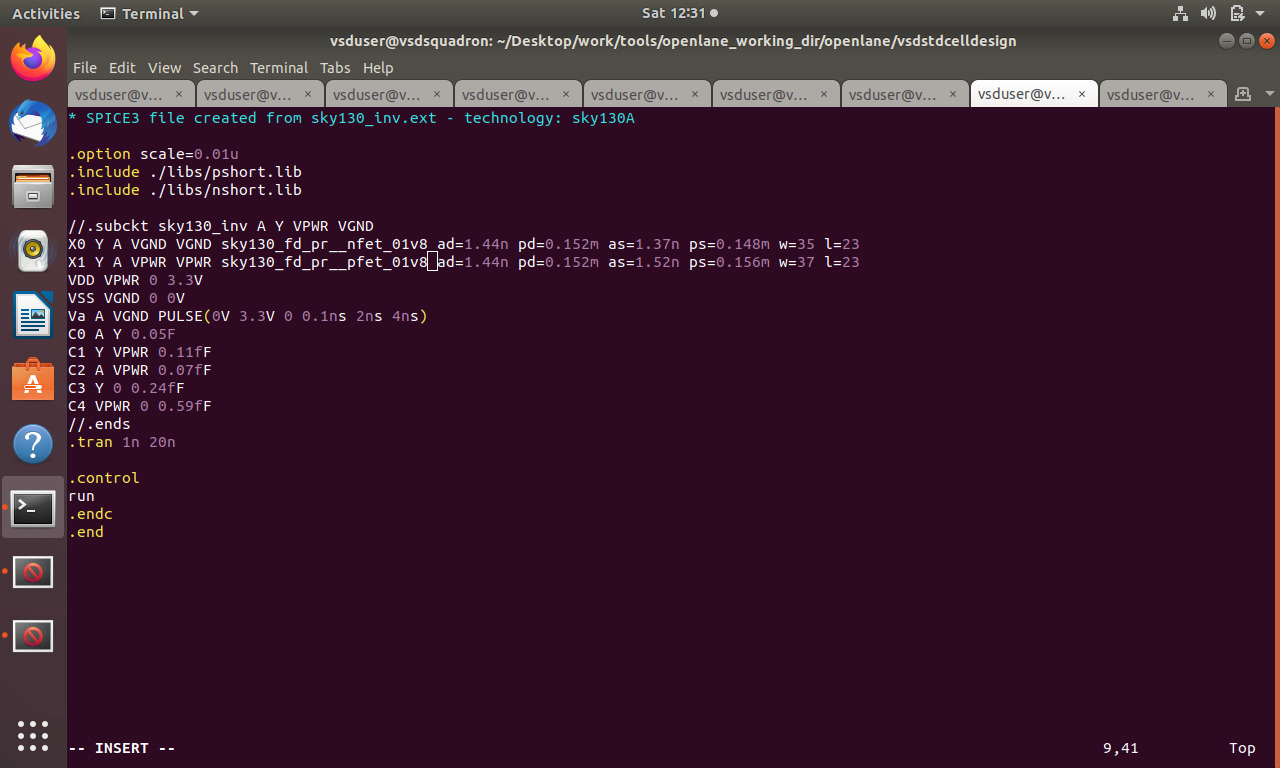 Activities Terminal Sat 12:31
vsduser@vsdsquadron: ~/Desktop/work/tools/openlane_working_dir/openlane/vsdstdcelldesign
File Edit View Search Terminal Tabs Help
vsduser@v... × vsduser@v... × vsduser@v... × vsduser@v... × vsduser@v... × vsduser@v... × vsduser@v... × vsduser@v... × vsduser@v... ×
* SPICE3 file created from sky130_inv.ext - technology: sky130A
.option scale=0.01u
.include ./libs/pshort.lib
.include ./libs/nshort.lib
//.subckt sky130_inv A Y VPWR VGND
X0 Y A VGND VGND sky130_fd_pr__nfet_01v8 ad=1.44n pd=0.152m as=1.37n ps=0.148m w=35 l=23
X1 Y A VPWR VPWR sky130_fd_pr__pfet_01v8 ad=1.44n pd=0.152m as=1.52n ps=0.156m w=37 l=23
VDD VPWR 0 3.3V
VSS VGND 0 0V
Va A VGND PULSE(0V 3.3V 0 0.1ns 2ns 4ns)
C0 A Y 0.05F
C1 Y VPWR 0.11fF
C2 A VPWR 0.07fF
C3 Y 0 0.24fF
C4 VPWR 0 0.59fF
//.ends
.tran 1n 20n
.control
run
.endc
.end
-- INSERT -- 9,41 Top